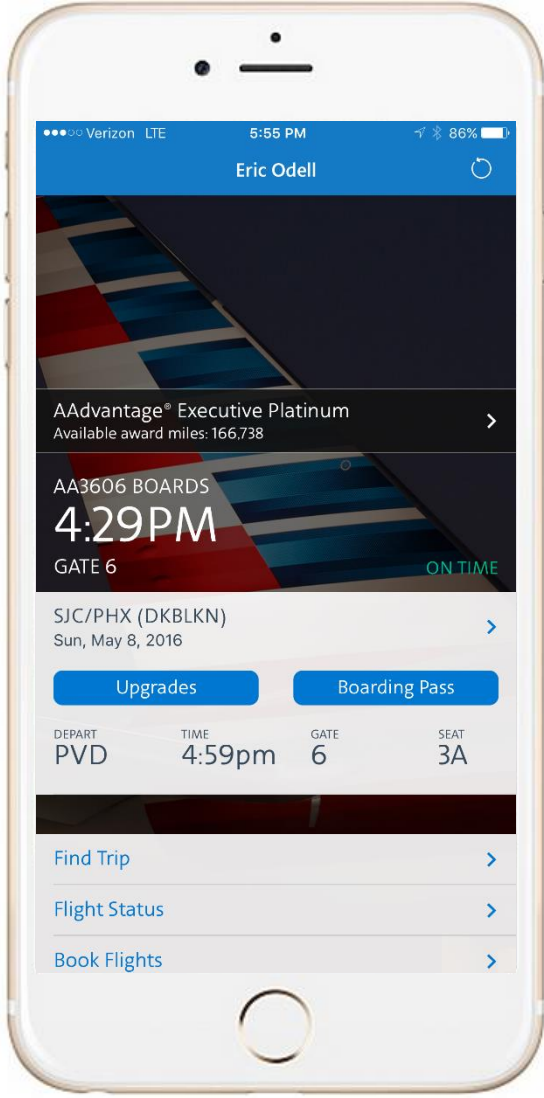 Verizon LTE 5:55 PM 86%
Eric Odell
AAdvantage® Executive Platinum
Available award miles: 166,738
AA3606 BOARDS
4:29PM
GATE 6 ON TIME
SJC/PHX (DKBLKN)
Sun, May 8, 2016
Upgrades Boarding Pass
DEPART TIME GATE SEAT
PVD 4:59pm 6 3A
Find Trip
Flight Status
Book Flights